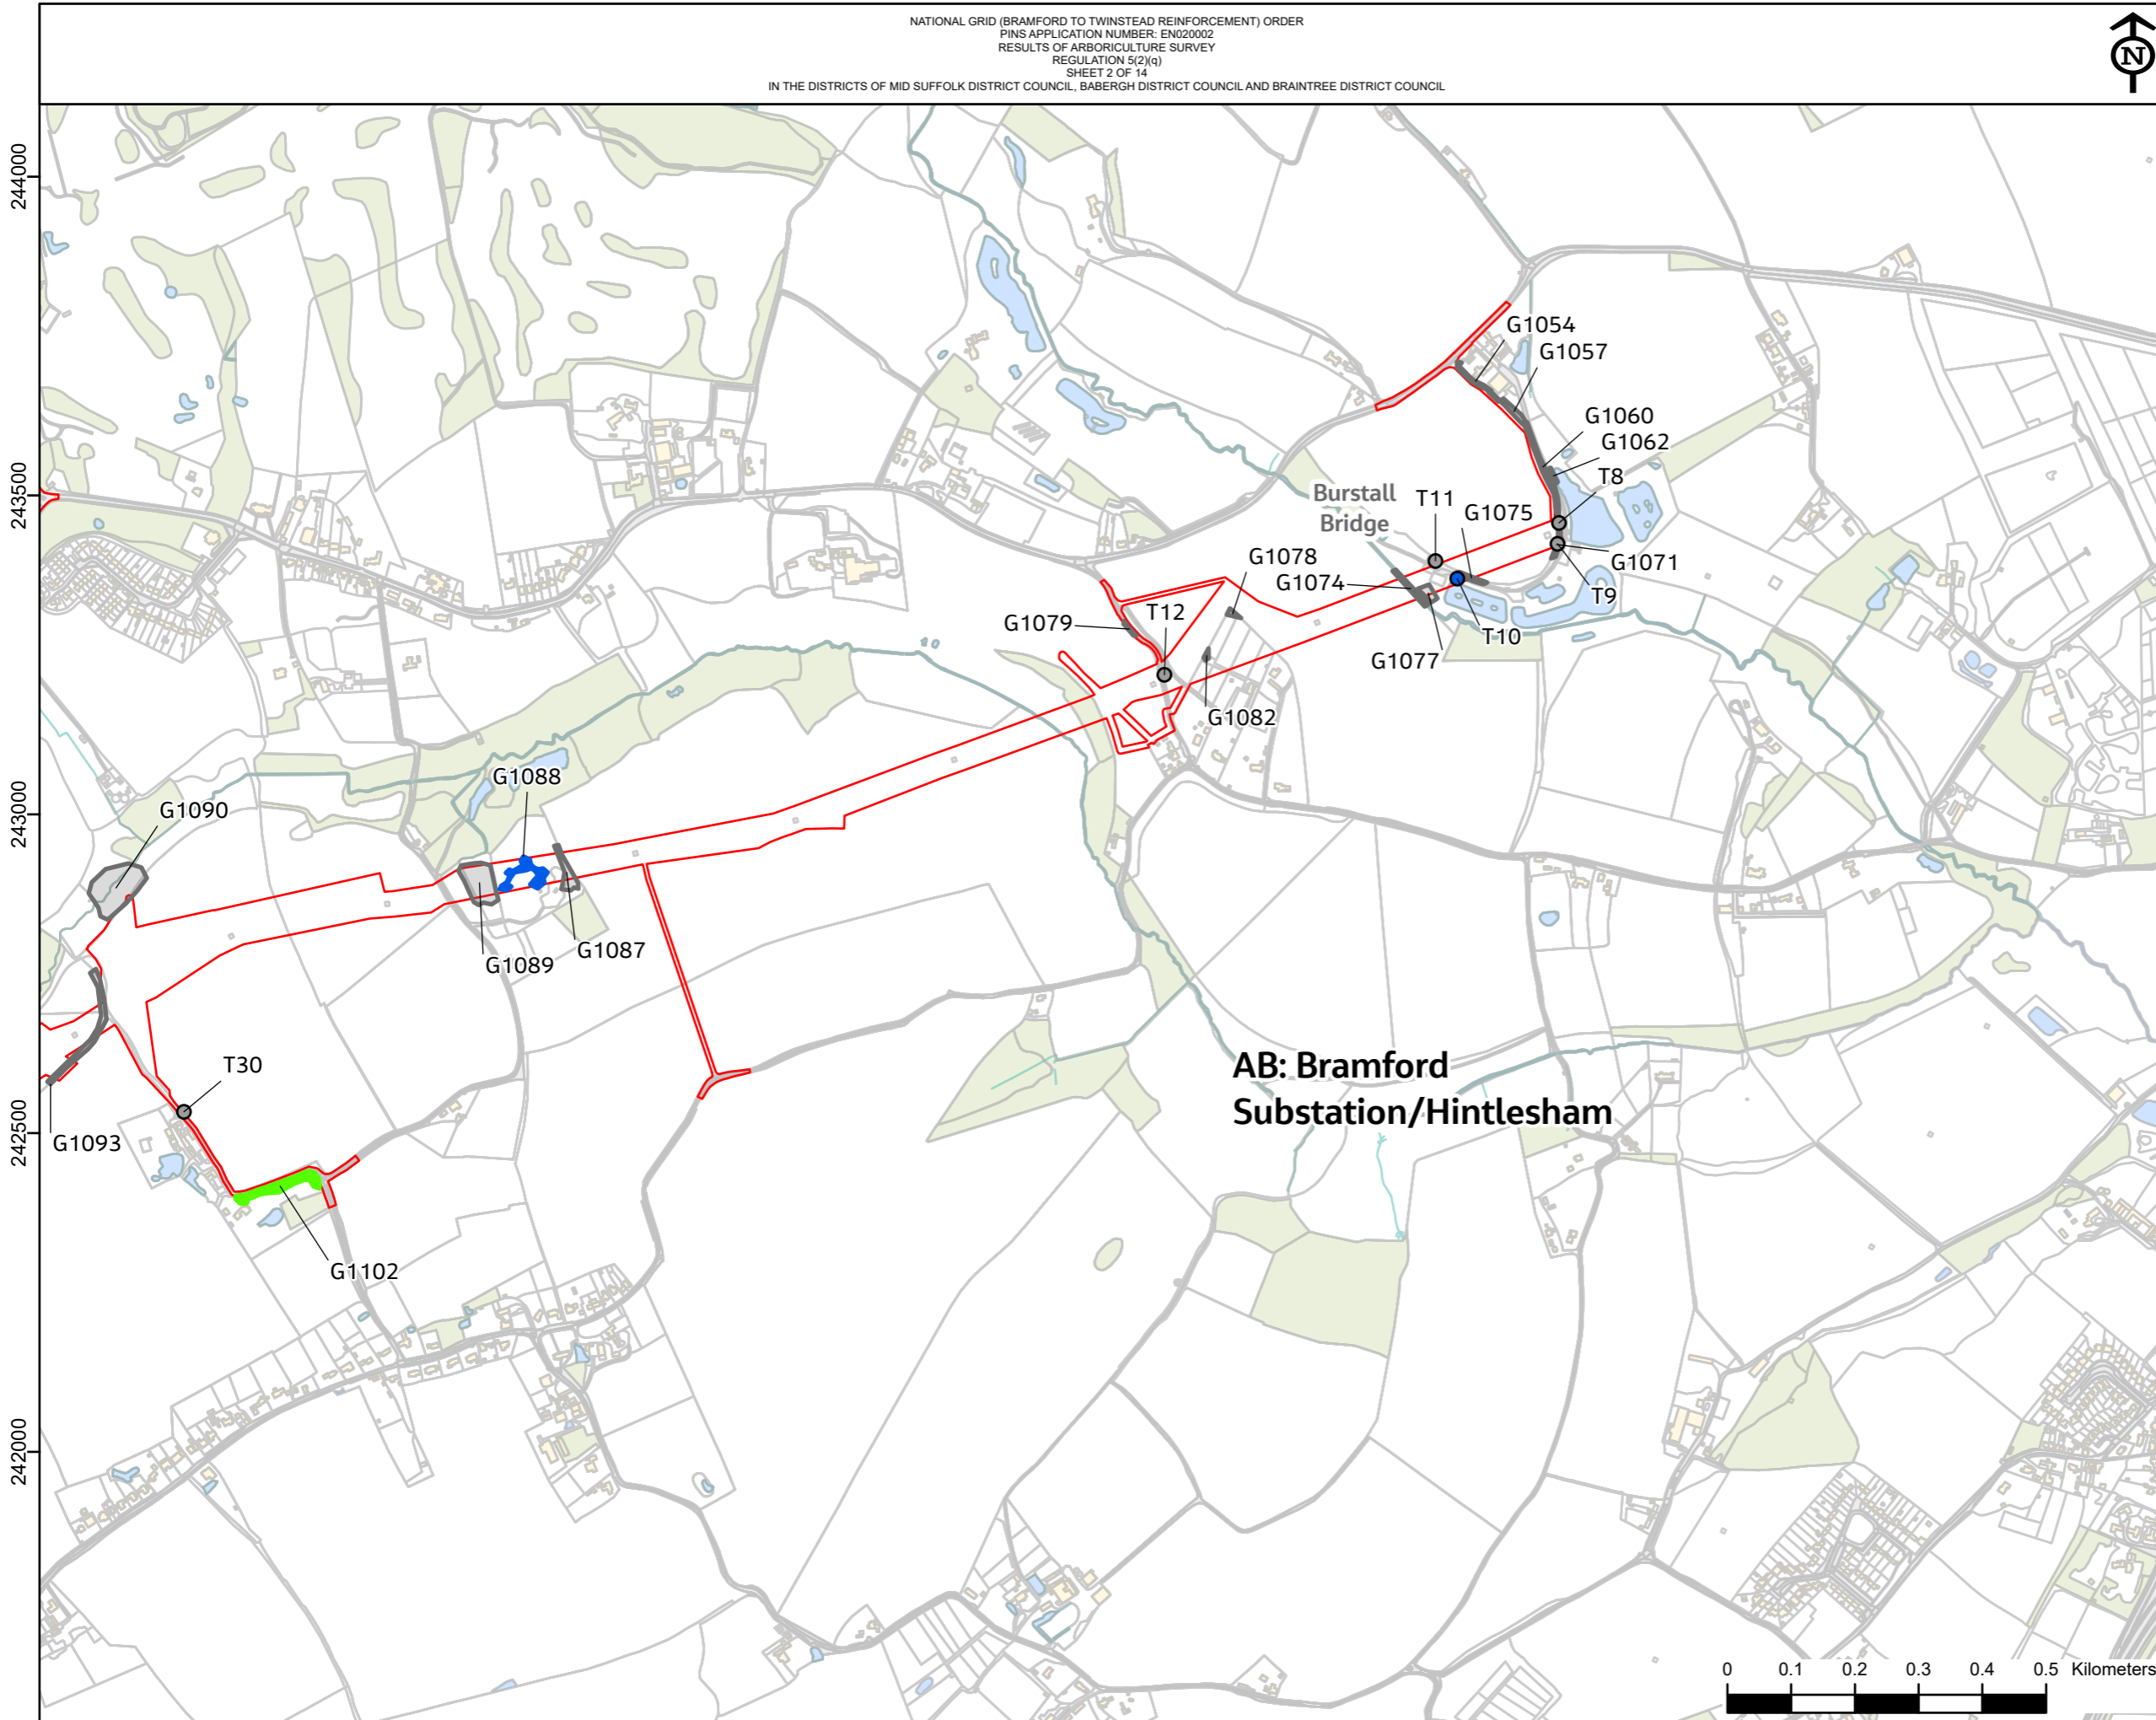 NATIONAL GRID (BRAMFORD TO TWINSTEAD REINFORCEMENT) ORDER
PINS APPLICATION NUMBER: EN020002
RESULTS OF ARBORICULTURE SURVEY
REGULATION 5(2)(q)
SHEET 2 OF 14
IN THE DISTRICTS OF MID SUFFOLK DISTRICT COUNCIL, BABERGH DISTRICT COUNCIL AND BRAINTREE DISTRICT COUNCIL
N
244000
G1054
G1057
G1060
G1062
T8
243500
Burstall
Bridge
T11
G1075
G1071
G1078
G1074
T9
T12
G1079
T10
G1077
G1082
G1088
G1090
243000
G1087
G1089
T30
AB: Bramford
Substation/Hintlesham
242500
G1093
G1102
242000
0 0.1 0.2 0.3 0.4 0.5 Kilometers